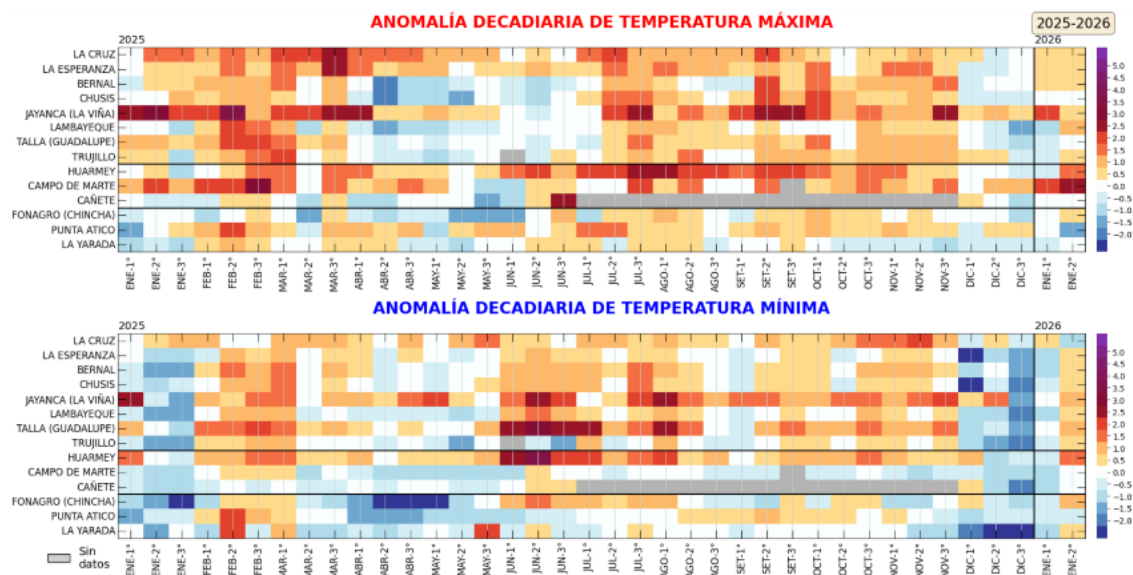 ANOMALÍA DECADIARIA DE TEMPERATURA MÁXIMA
2025-2026
2025
2026
LA CRUZ
LA ESPERANZA
BERNAL
CHUSIS
JAYANCA (LA VIÑA)
LAMBAYEQUE
TALLA (GUADALUPE)
TRUJILLO
HUARMEY
CAMPO DE MARTE
CAÑETE
FONAGRO (CHINCHA)
PUNTA ATICO
LA YARADA
5.0
4.5
4.0
3.5
3.0
2.5
2.0
1.5
1.0
0.5
0.0
−0.5
−1.0
−1.5
−2.0
ENE-1° ENE-2° ENE-3° FEB-1° FEB-2° FEB-3° MAR-1° MAR-2° MAR-3° ABR-1° ABR-2° ABR-3° MAY-1° MAY-2° MAY-3° JUN-1° JUN-2° JUN-3° JUL-1° JUL-2° JUL-3° AGO-1° AGO-2° AGO-3° SET-1° SET-2° SET-3° OCT-1° OCT-2° OCT-3° NOV-1° NOV-2° NOV-3° DIC-1° DIC-2° DIC-3° ENE-1° ENE-2°
ANOMALÍA DECADIARIA DE TEMPERATURA MÍNIMA
2025
2026
LA CRUZ
LA ESPERANZA
BERNAL
CHUSIS
JAYANCA (LA VIÑA)
LAMBAYEQUE
TALLA (GUADALUPE)
TRUJILLO
HUARMEY
CAMPO DE MARTE
CAÑETE
FONAGRO (CHINCHA)
PUNTA ATICO
LA YARADA
5.0
4.5
4.0
3.5
3.0
2.5
2.0
1.5
1.0
0.5
0.0
−0.5
−1.0
−1.5
−2.0
Sin
datos
ENE-1° ENE-2° ENE-3° FEB-1° FEB-2° FEB-3° MAR-1° MAR-2° MAR-3° ABR-1° ABR-2° ABR-3° MAY-1° MAY-2° MAY-3° JUN-1° JUN-2° JUN-3° JUL-1° JUL-2° JUL-3° AGO-1° AGO-2° AGO-3° SET-1° SET-2° SET-3° OCT-1° OCT-2° OCT-3° NOV-1° NOV-2° NOV-3° DIC-1° DIC-2° DIC-3° ENE-1° ENE-2°